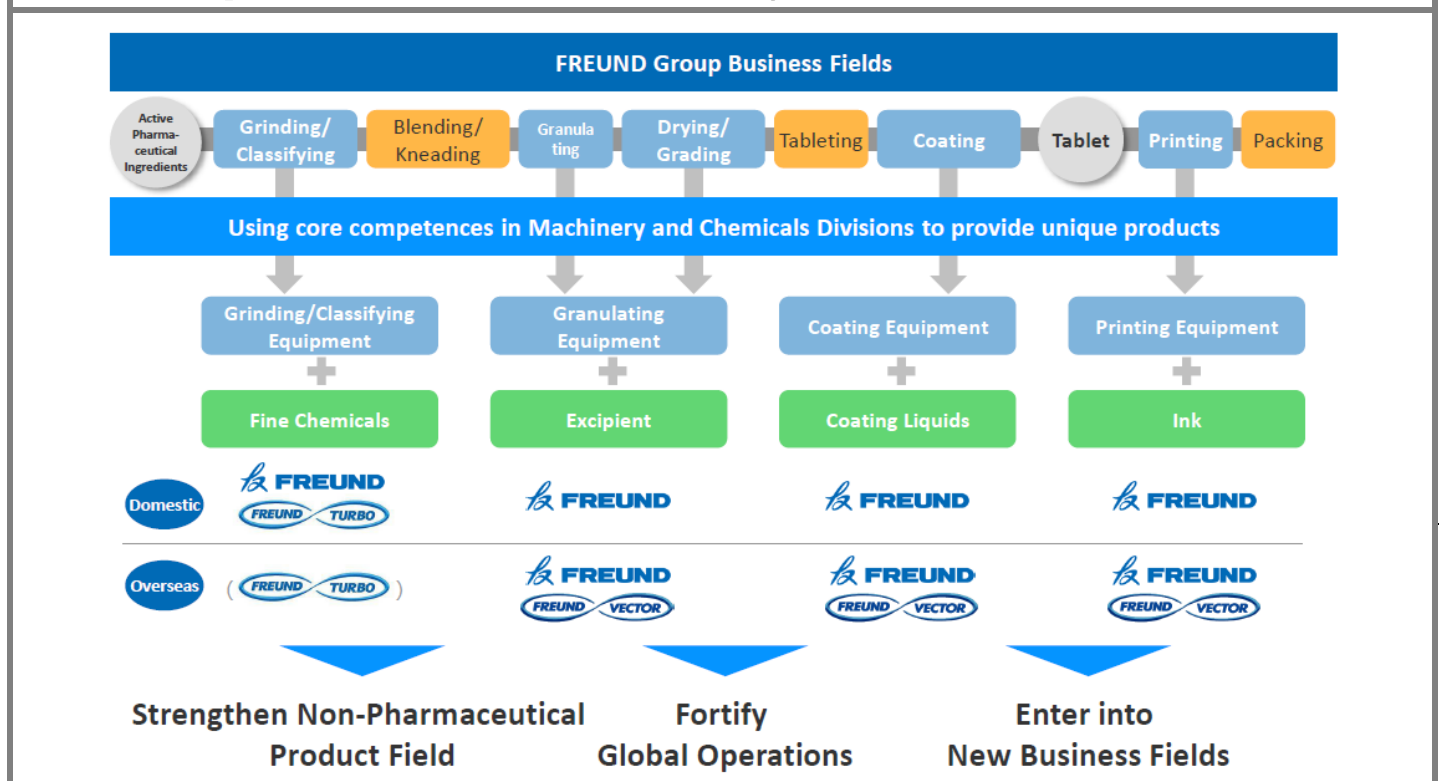 FREUND Group Business Fields
Active
Pharma-
ceutical
Ingredients
Grinding/
Classifying
Blending/
Kneading
Granula
ting
Drying/
Grading
Tableting
Coating
Tablet
Printing
Packing
Using core competences in Machinery and Chemicals Divisions to provide unique products
Grinding/Classifying
Equipment
Granulating
Equipment
Coating Equipment
Printing Equipment
Fine Chemicals
Excipient
Coating Liquids
Ink
Domestic
FREUND
FREUND TURBO
FREUND
FREUND
FREUND
Overseas
( FREUND TURBO )
FREUND
FREUND VECTOR
FREUND
FREUND VECTOR
FREUND
FREUND VECTOR
Strengthen Non-Pharmaceutical
Product Field
Fortify
Global Operations
Enter into
New Business Fields